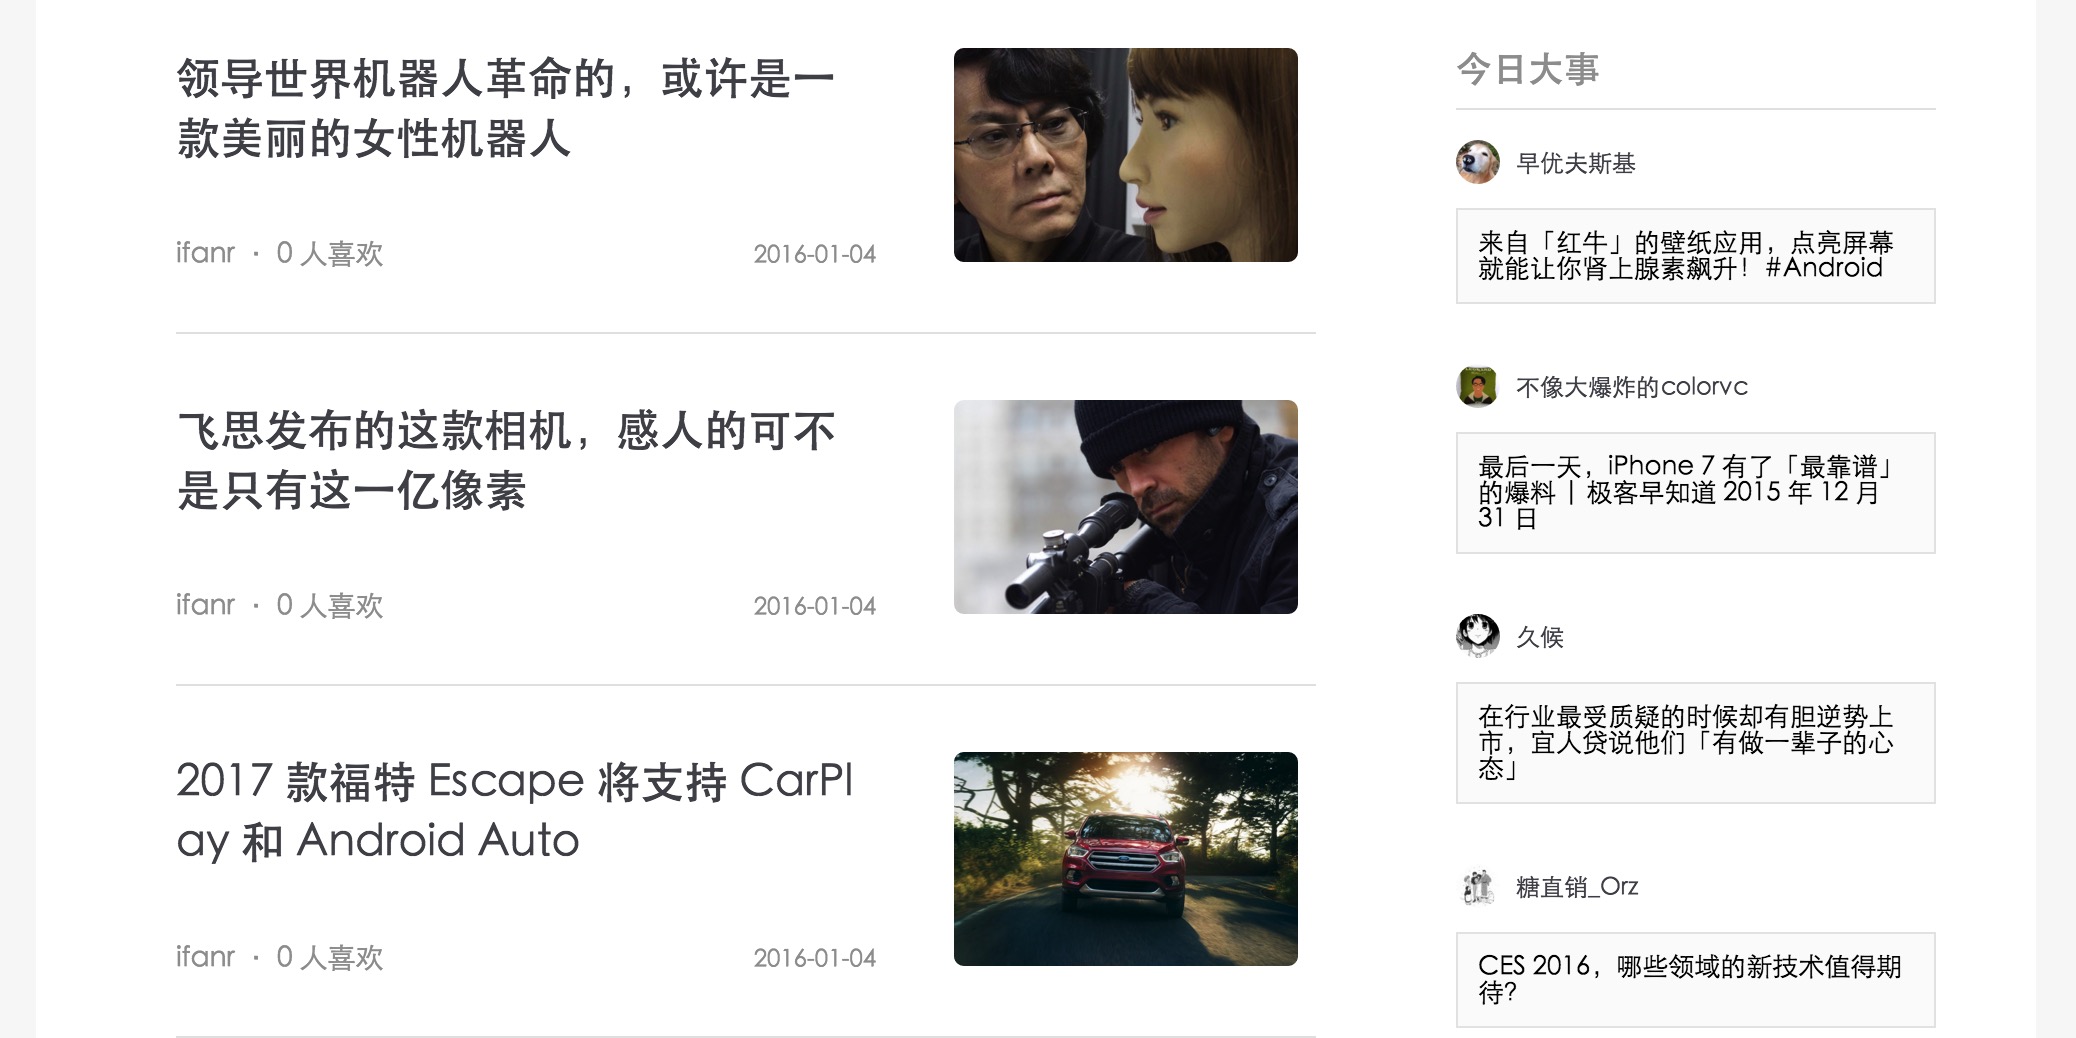 领导世界机器人革命的，或许是一
款美丽的女性机器人
ifanr · 0 人喜欢
2016-01-04
飞思发布的这款相机，感人的可不
是只有这一亿像素
ifanr · 0 人喜欢
2016-01-04
2017 款福特 Escape 将支持 CarPl
ay 和 Android Auto
ifanr · 0 人喜欢
2016-01-04
今日大事
早优夫斯基
来自「红牛」的壁纸应用，点亮屏幕
就能让你肾上腺素飙升！#Android
不像大爆炸的colorvc
最后一天，iPhone 7 有了「最靠谱」
的爆料丨极客早知道 2015 年 12 月
31 日
久候
在行业最受质疑的时候却有胆逆势上
市，宜人贷说他们「有做一辈子的心
态」
糖直销_Orz
CES 2016，哪些领域的新技术值得期
待?